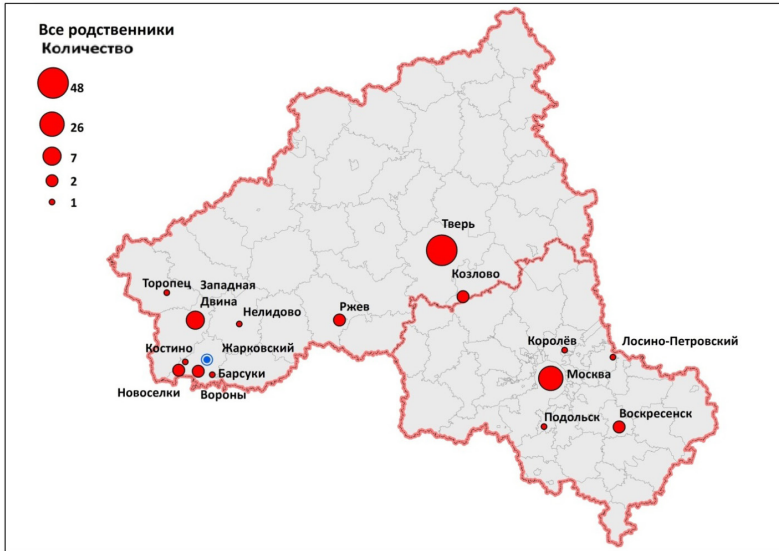 Все родственники
Количество
48
26
7
2
1
Тверь
Козлово
Торопец
Западная
Двина
Нелидово
Ржев
Костино
Жарковский
Барсуки
Новоселки
Вороны
Королёв
Лосино-Петровский
Москва
Подольск
Воскресенск